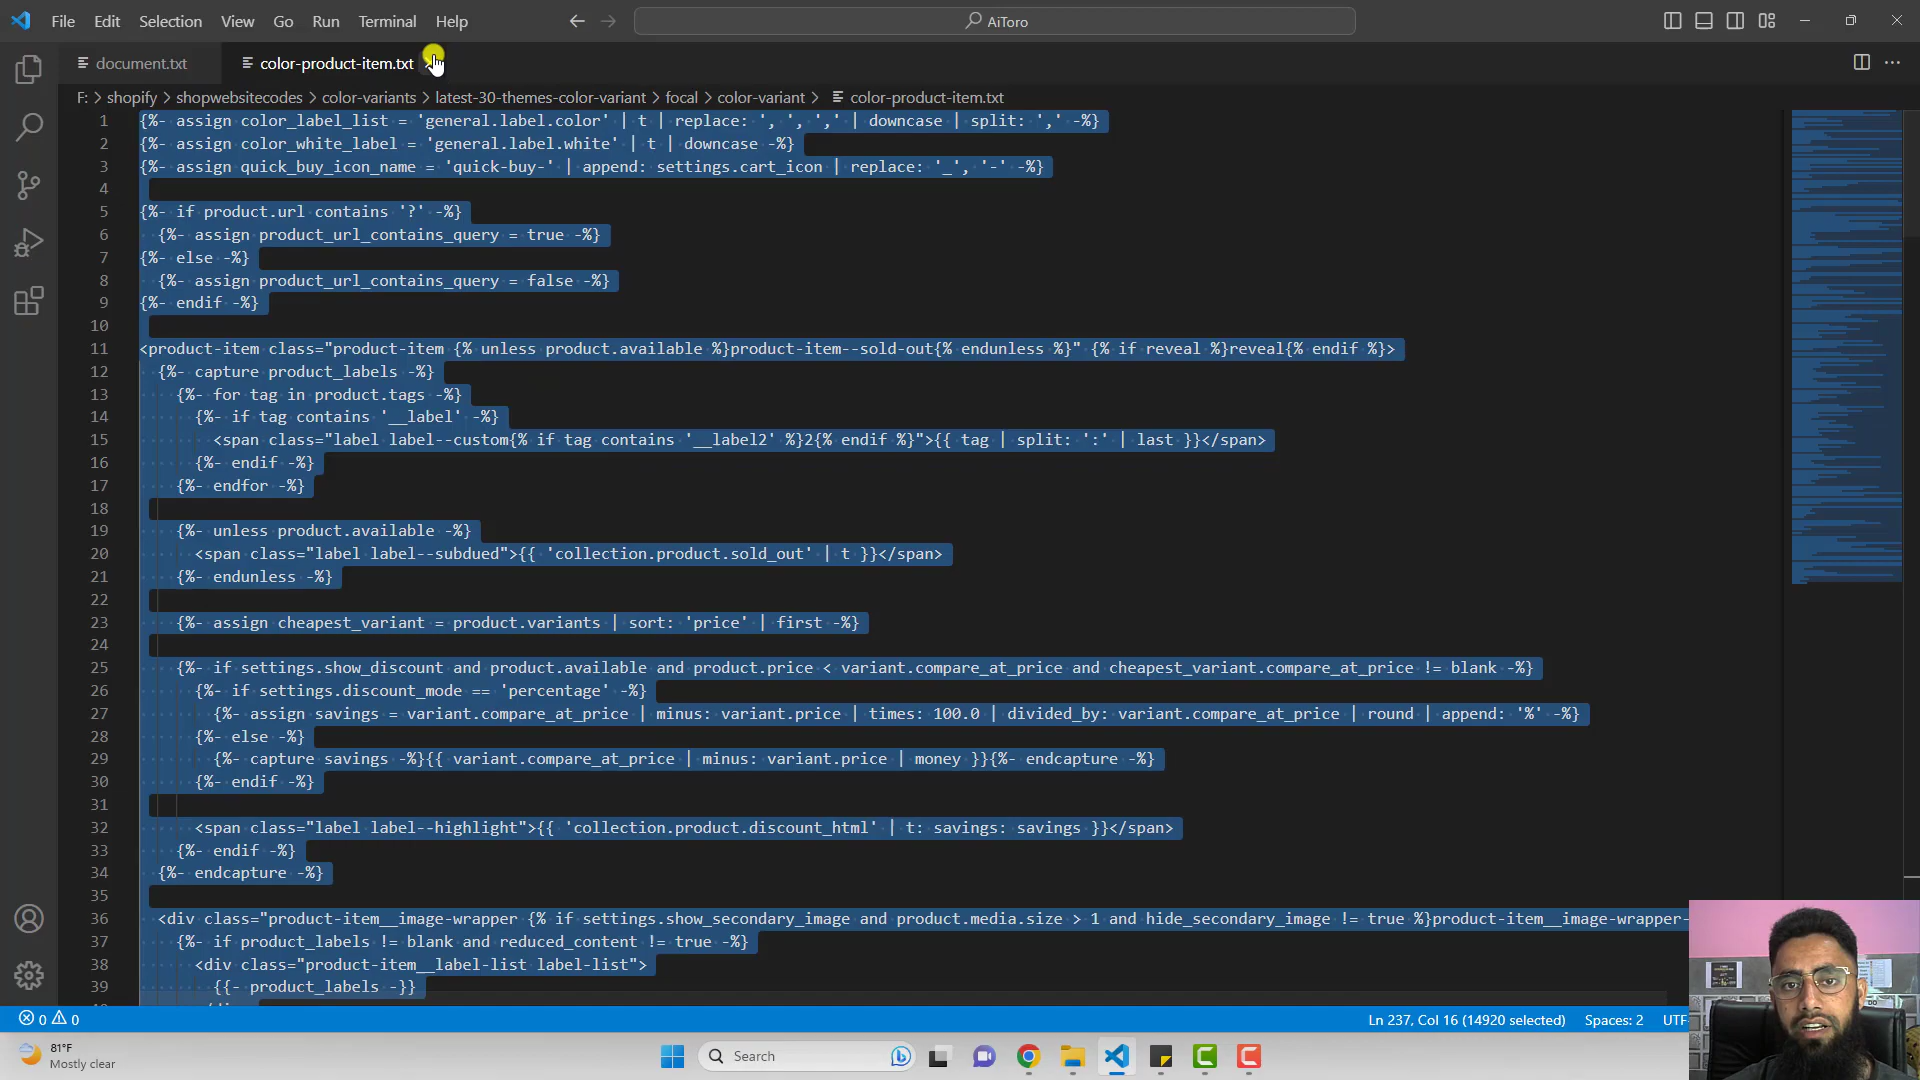 File Edit Selection View Go Run Terminal Help AiToro
document.txt color-product-item.txt
F: > shopify > shopwebsitecodes > color-variants > latest-30-themes-color-variant > focal > color-variant > color-product-item.txt
1 {%- assign color_label_list = 'general.label.color' | t | replace: ', ', ',' | downcase | split: ',' -%}
2 {%- assign color_white_label = 'general.label.white' | t | downcase -%}
3 {%- assign quick_buy_icon_name = 'quick-buy-' | append: settings.cart_icon | replace: '_', '-' -%}
4
5 {%- if product.url contains '?' -%}
6 {%- assign product_url_contains_query = true -%}
7 {%- else -%}
8 {%- assign product_url_contains_query = false -%}
9 {%- endif -%}
10
11 <product-item class="product-item {% unless product.available %}product-item--sold-out{% endunless %}" {% if reveal %}reveal{% endif %}>
12 {%- capture product_labels -%}
13 {%- for tag in product.tags -%}
14 {%- if tag contains '__label' -%}
15 <span class="label label--custom{% if tag contains '__label2' %}2{% endif %}">{{ tag | split: ':' | last }}</span>
16 {%- endif -%}
17 {%- endfor -%}
18
19 {%- unless product.available -%}
20 <span class="label label--subdued">{{ 'collection.product.sold_out' | t }}</span>
21 {%- endunless -%}
22
23 {%- assign cheapest_variant = product.variants | sort: 'price' | first -%}
24
25 {%- if settings.show_discount and product.available and product.price < variant.compare_at_price and cheapest_variant.compare_at_price != blank -%}
26 {%- if settings.discount_mode == 'percentage' -%}
27 {%- assign savings = variant.compare_at_price | minus: variant.price | times: 100.0 | divided_by: variant.compare_at_price | round | append: '%' -%}
28 {%- else -%}
29 {%- capture savings -%}{{ variant.compare_at_price | minus: variant.price | money }}{%- endcapture -%}
30 {%- endif -%}
31
32 <span class="label label--highlight">{{ 'collection.product.discount_html' | t: savings: savings }}</span>
33 {%- endif -%}
34 {%- endcapture -%}
35
36 <div class="product-item__image-wrapper {% if settings.show_secondary_image and product.media.size > 1 and hide_secondary_image != true %}product-item__image-wrapper-
37 {%- if product_labels != blank and reduced_content != true -%}
38 <div class="product-item__label-list label-list">
39 {{- product_labels -}}
0 0 Ln 237, Col 16 (14920 selected) Spaces: 2 UTF-
81°F
Mostly clear
Search